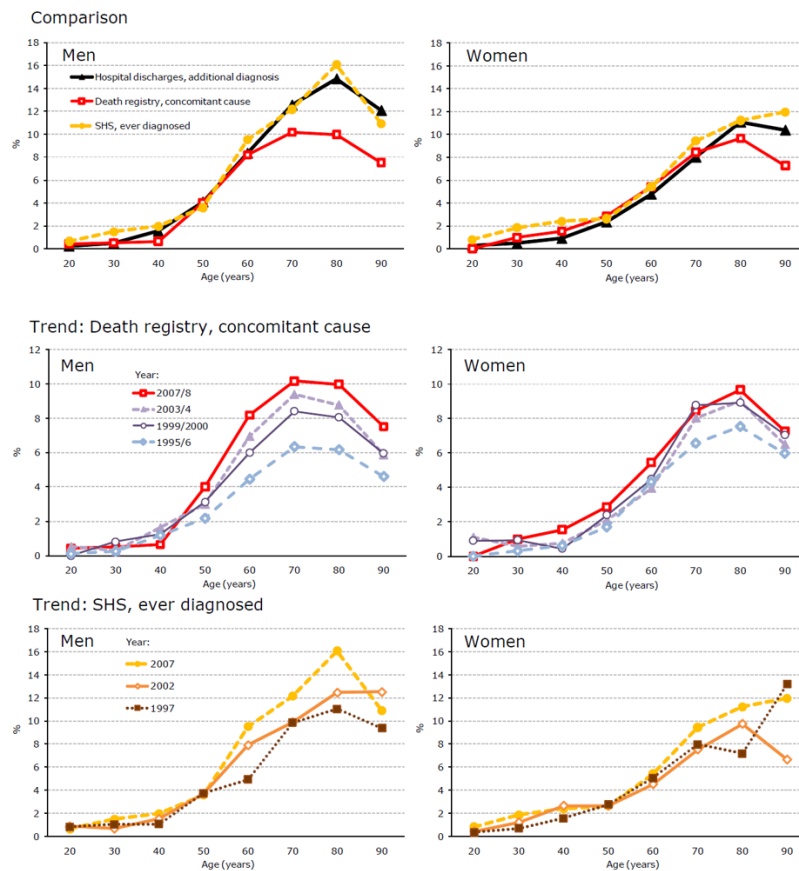 Comparison
Men
Hospital discharges, additional diagnosis
Death registry, concomitant cause
SHS, ever diagnosed
18
16
14
12
10
8
6
4
2
0
%
20 30 40 50 60 70 80 90
Age (years)
Women
18
16
14
12
10
8
6
4
2
0
%
20 30 40 50 60 70 80 90
Age (years)
Trend: Death registry, concomitant cause
Men
Year:
2007/8
2003/4
1999/2000
1995/6
12
10
8
6
4
2
0
%
20 30 40 50 60 70 80 90
Age (years)
Women
12
10
8
6
4
2
0
%
20 30 40 50 60 70 80 90
Age (years)
Trend: SHS, ever diagnosed
Men
Year:
2007
2002
1997
18
16
14
12
10
8
6
4
2
0
%
20 30 40 50 60 70 80 90
Age (years)
Women
18
16
14
12
10
8
6
4
2
0
%
20 30 40 50 60 70 80 90
Age (years)